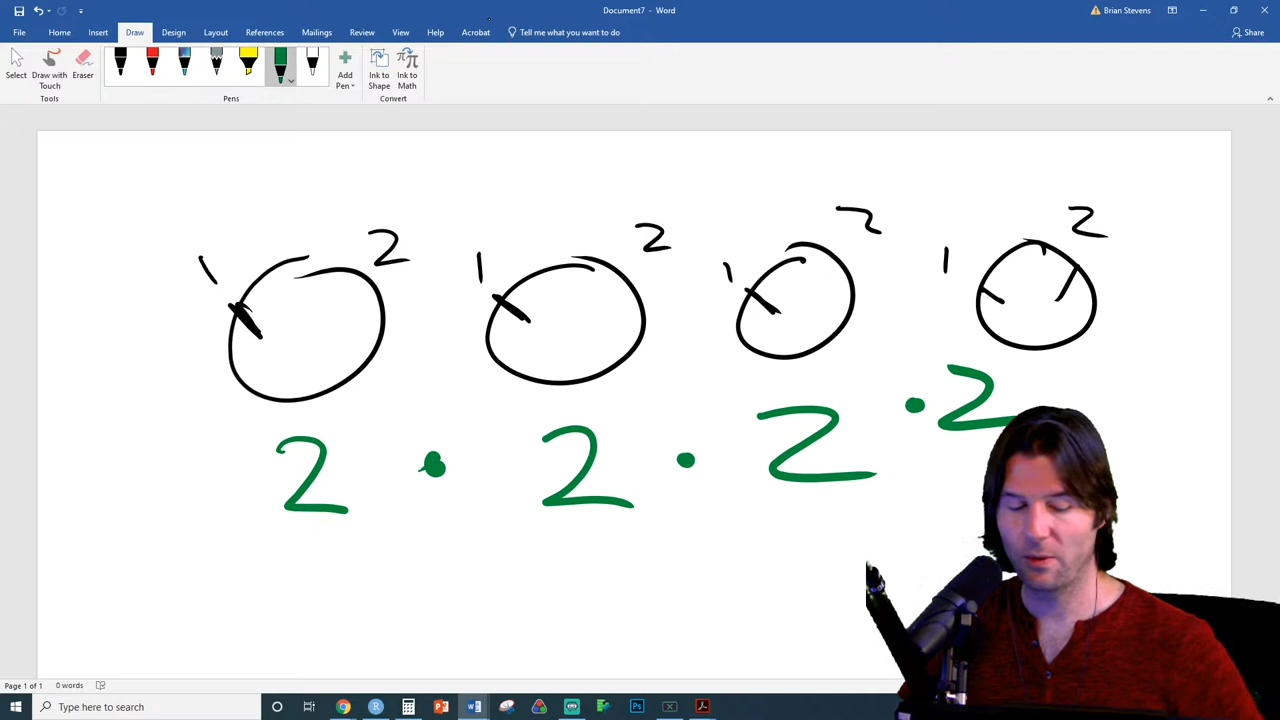 Document7 - Word
Brian Stevens
File Home Insert Draw Design Layout References Mailings Review View Help Acrobat Tell me what you want to do
Share
Select
Draw with Touch
Eraser
Add Pen
Ink to Shape
Ink to Math
Tools
Pens
Convert
1 2 1 2 1 2 1 2
2 · 2 · 2 · 2
Page 1 of 1 0 words
Type here to search